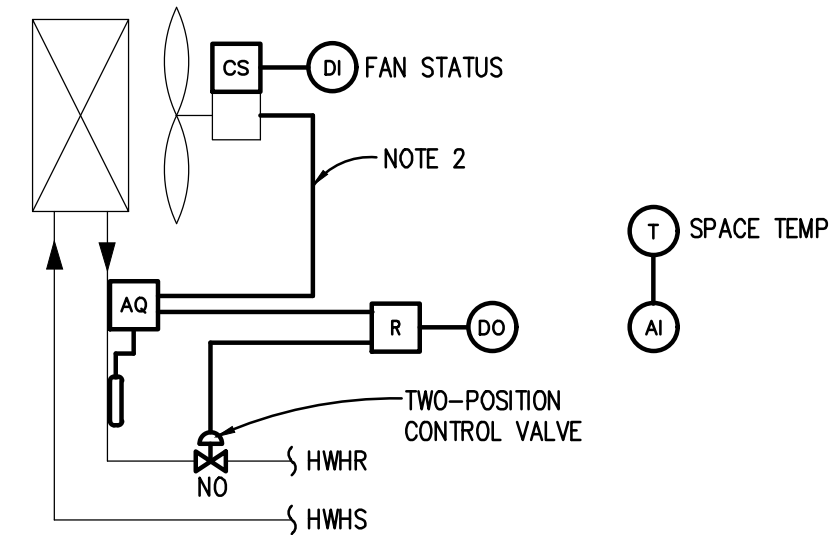 CS
DI
FAN STATUS
NOTE 2
T
SPACE TEMP
AQ
R
DO
AI
TWO-POSITION
CONTROL VALVE
HWHR
NO
HWHS